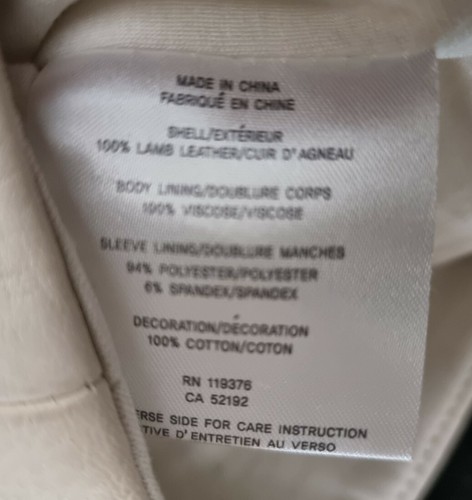 MADE IN CHINA
FABRIQUÉ EN CHINE
SHELL/EXTÉRIEUR
100% LAMB LEATHER/CUIR D'AGNEAU
BODY LINING/DOUBLURE CORPS
100% VISCOSE/VISCOSE
SLEEVE LINING/DOUBLURE MANCHES
94% POLYESTER/POLYESTER
6% SPANDEX/SPANDEX
DECORATION/DÉCORATION
100% COTTON/COTON
RN 119376
CA 52192
ERSE SIDE FOR CARE INSTRUCTION
TIVE D'ENTRETIEN AU VERSO